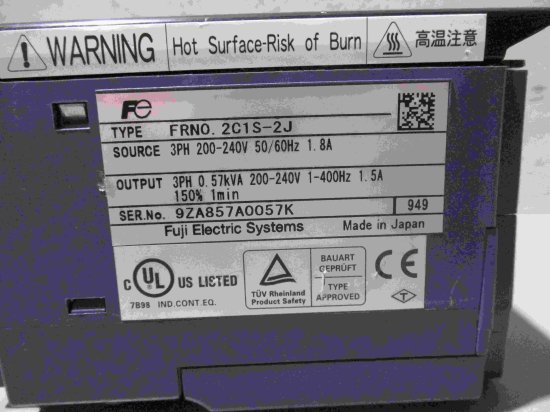 WARNING Hot Surface-Risk of Burn 高温注意
Fe
TYPE FRN0. 2C1S-2J
SOURCE 3PH 200-240V 50/60Hz 1.8A
OUTPUT 3PH 0.57kVA 200-240V 1-400Hz 1.5A
150% 1min
SER.No. 9ZA857A0057K 949
Fuji Electric Systems Made in Japan
C UL US LISTED
7B98 IND.CONT.EQ.
TÜV Rheinland
Product Safety
BAUART
GEPRÜFT
TYPE
APPROVED
CE
T